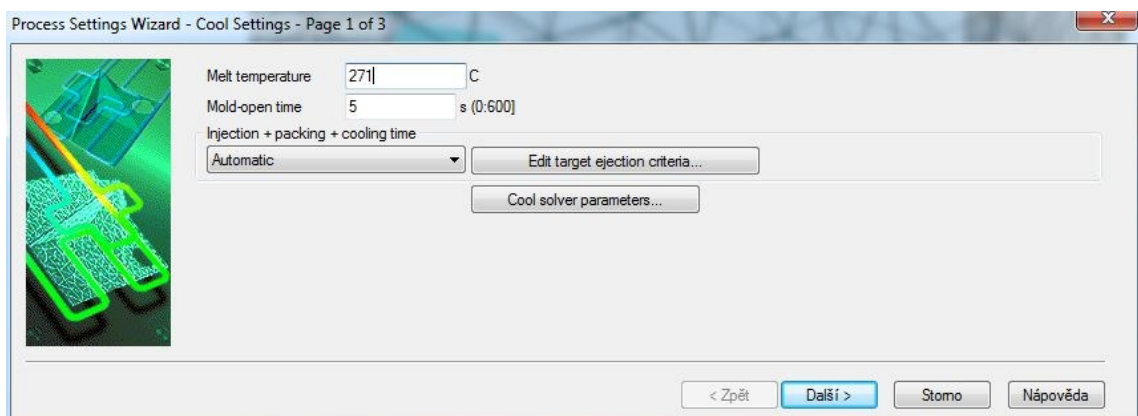 Process Settings Wizard - Cool Settings - Page 1 of 3
Melt temperature 271 C
Mold-open time 5 s (0:600]
Injection + packing + cooling time
Automatic Edit target ejection criteria...
Cool solver parameters...
< Zpět Další > Storno Nápověda